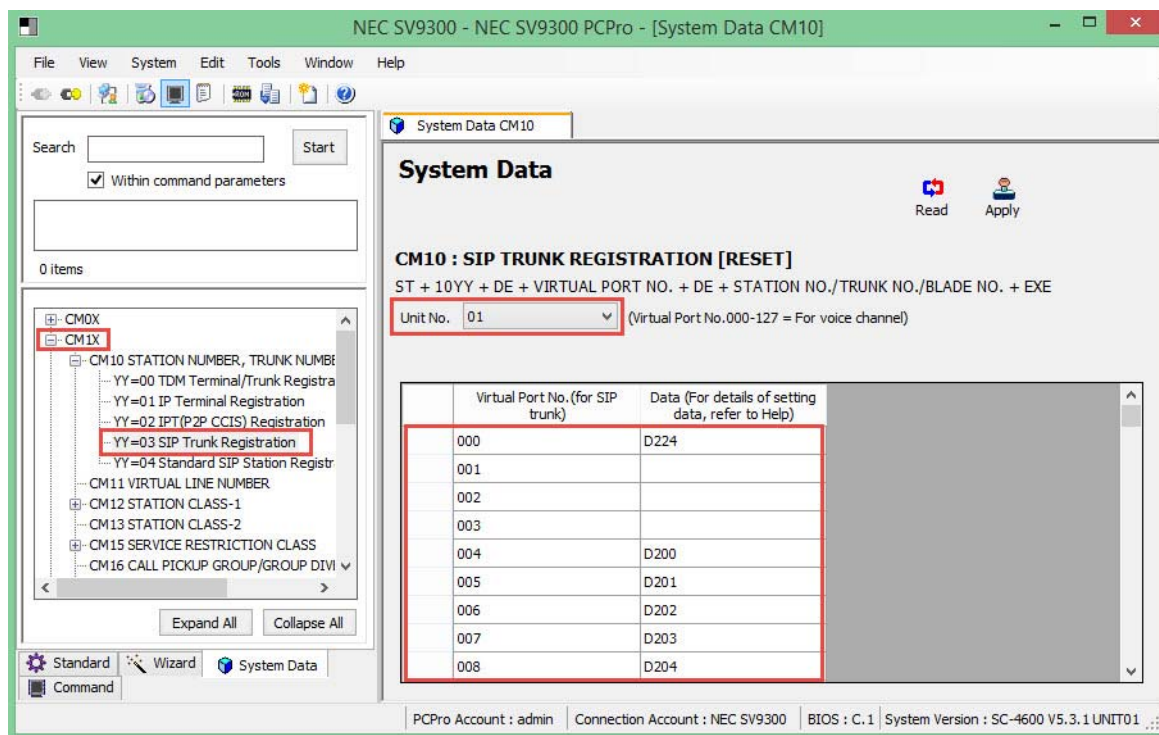 NEC SV9300 - NEC SV9300 PCPro - [System Data CM10]
File View System Edit Tools Window Help
Search Start
Within command parameters
0 items
CM0X
CM1X
CM10 STATION NUMBER, TRUNK NUMBE
YY=00 TDM Terminal/Trunk Registra
YY=01 IP Terminal Registration
YY=02 IPT(P2P CCIS) Registration
YY=03 SIP Trunk Registration
YY=04 Standard SIP Station Registr
CM11 VIRTUAL LINE NUMBER
CM12 STATION CLASS-1
CM13 STATION CLASS-2
CM15 SERVICE RESTRICTION CLASS
CM16 CALL PICKUP GROUP/GROUP DIVI
Expand All Collapse All
Standard Wizard System Data
Command
System Data CM10
System Data
Read Apply
CM10 : SIP TRUNK REGISTRATION [RESET]
ST + 10YY + DE + VIRTUAL PORT NO. + DE + STATION NO./TRUNK NO./BLADE NO. + EXE
Unit No. 01 (Virtual Port No.000-127 = For voice channel)
Virtual Port No.(for SIP Data (For details of setting
trunk) data, refer to Help)
000 D224
001
002
003
004 D200
005 D201
006 D202
007 D203
008 D204
PCPro Account : admin Connection Account : NEC SV9300 BIOS : C.1 System Version : SC-4600 V5.3.1 UNIT01